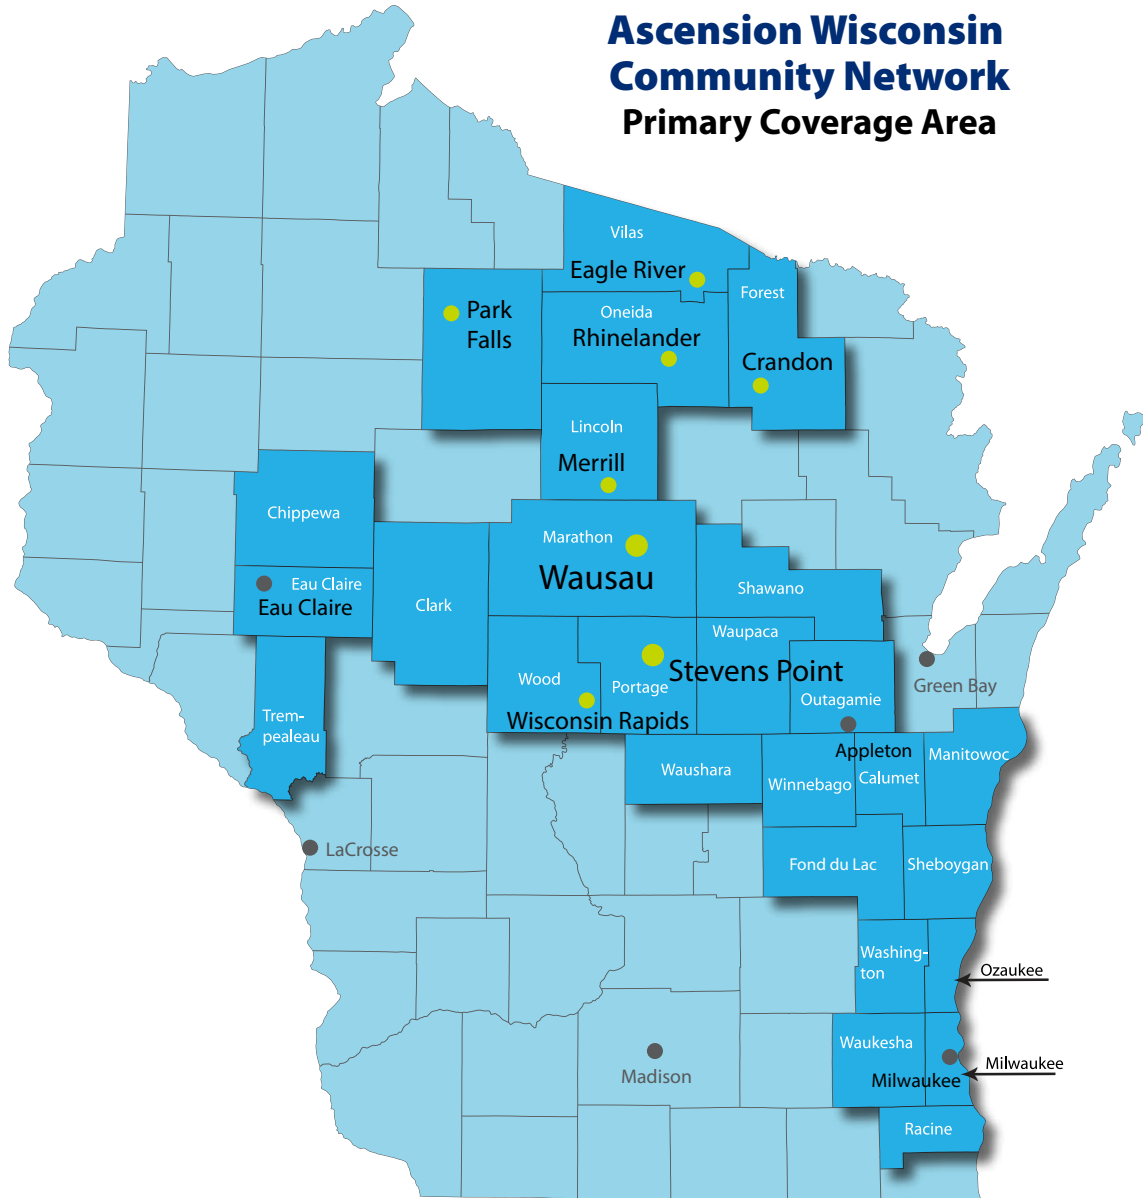 Ascension Wisconsin
Community Network
Primary Coverage Area
Vilas
Eagle River
Forest
Park
Falls
Oneida
Rhinelander
Crandon
Lincoln
Merrill
Chippewa
Marathon
Wausau
Eau Claire
Eau Claire
Clark
Shawano
Waupaca
Stevens Point
Wood
Portage
Green Bay
Outagamie
Wisconsin Rapids
Trem-
pealeau
Appleton
Manitowoc
Waushara
Winnebago
Calumet
LaCrosse
Fond du Lac
Sheboygan
Washing-
ton
Ozaukee
Waukesha
Milwaukee
Madison
Milwaukee
Racine